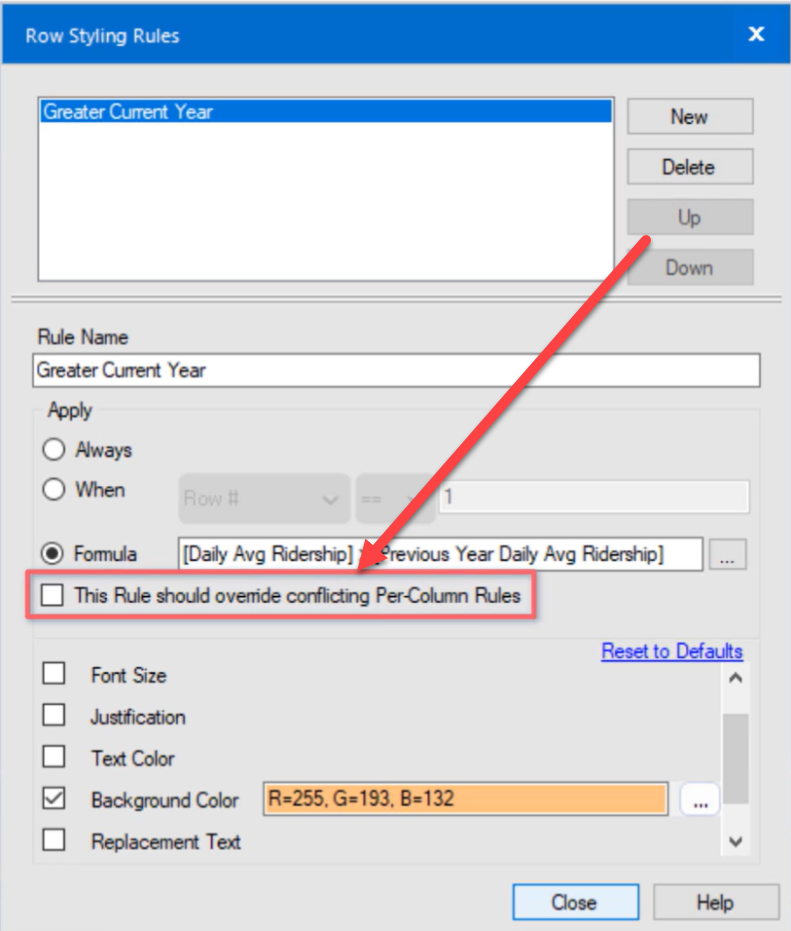 Row Styling Rules x
Greater Current Year
New
Delete
Up
Down
Rule Name
Greater Current Year
Apply
Always
When Row # == 1
Formula [Daily Avg Ridership] Previous Year Daily Avg Ridership] ...
This Rule should override conflicting Per-Column Rules
Reset to Defaults
Font Size
Justification
Text Color
Background Color R=255, G=193, B=132 ...
Replacement Text
Close Help